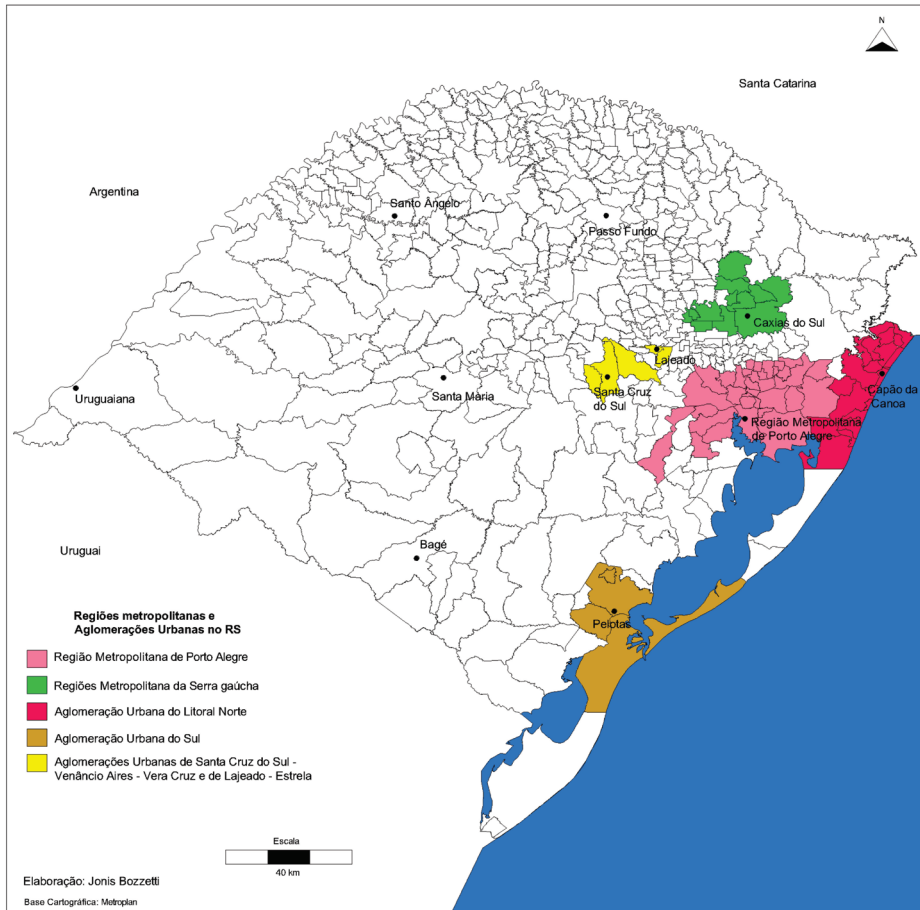 N
Santa Catarina
Argentina
Santo Ângelo
Passo Fundo
Caxias do Sul
Lajeado
Uruguaiana
Santa Mària
Santa Cruz
do Sul
Capão da
Canoa
Região Metropolitana
de Porto Alegre
Uruguai
Bagé
Pelotas
Regiões metropolitanas e
Aglomerações Urbanas no RS
Região Metropolitana de Porto Alegre
Regiões Metropolitana da Serra gaúcha
Aglomeração Urbana do Litoral Norte
Aglomeração Urbana do Sul
Aglomerações Urbanas de Santa Cruz do Sul -
Venâncio Aires - Vera Cruz e de Lajeado - Estrela
Escala
40 km
Elaboração: Jonis Bozzetti
Base Cartográfica: Metroplan